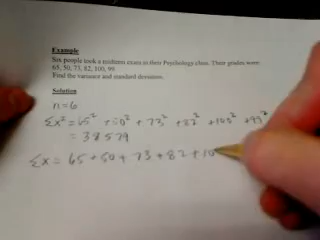 Example
Six people took a midterm exam in their Psychology class. Their grades were:
65, 50, 73, 82, 100, 99
Find the variance and standard deviation.
Solution
n=6
Σx²=65² +50² + 73² +82² +100² +99²
= 38579
Σx = 65+50+73+82+10